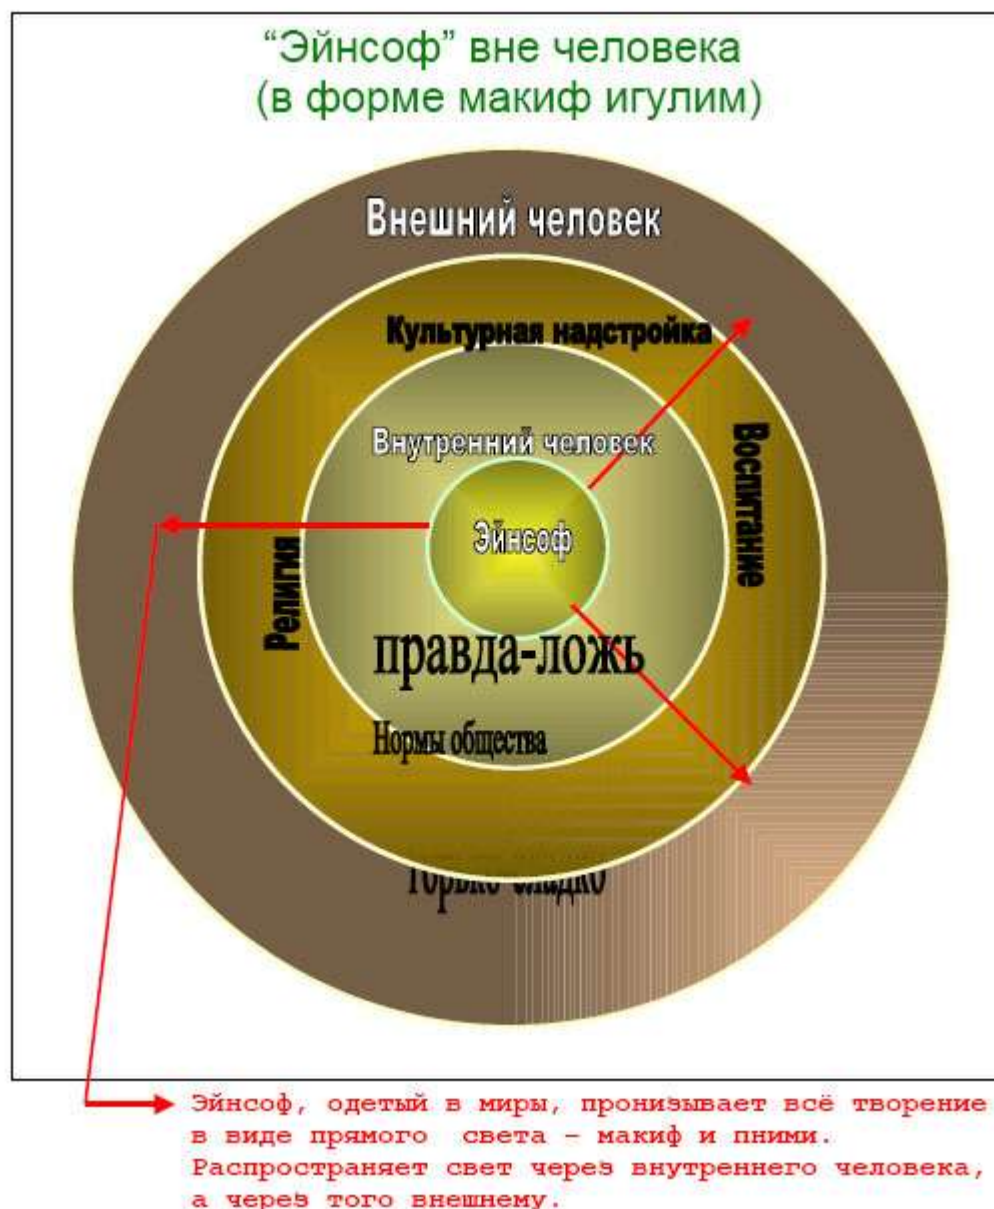 “Эйнсоф” вне человека
(в форме макиф игулим)
Внешний человек
Культурная надстройка
Внутренний человек
Воспитание
Эйнсоф
Религия
правда-ложь
Нормы общества
горько-сладко
Эйнсоф, одетый в миры, пронизывает всё творение
в виде прямого света – макиф и пними.
Распространяет свет через внутреннего человека,
а через того внешнему.